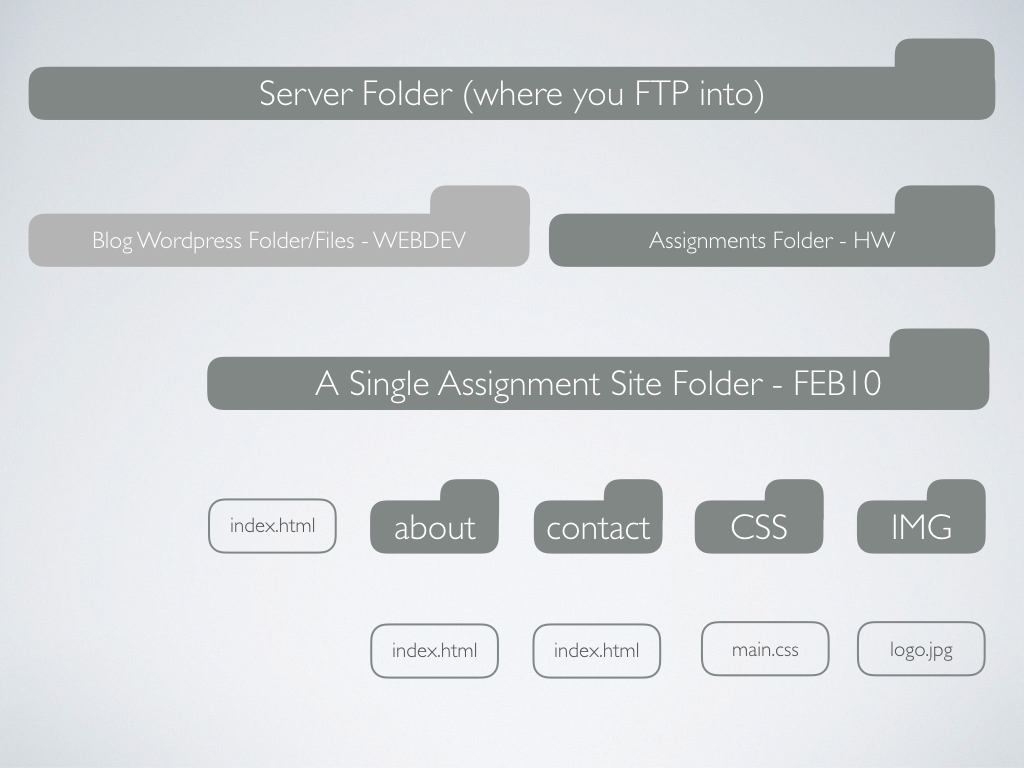 Server Folder (where you FTP into)
Blog Wordpress Folder/Files - WEBDEV
Assignments Folder - HW
A Single Assignment Site Folder - FEB10
index.html
about
contact
CSS
IMG
index.html
index.html
main.css
logo.jpg